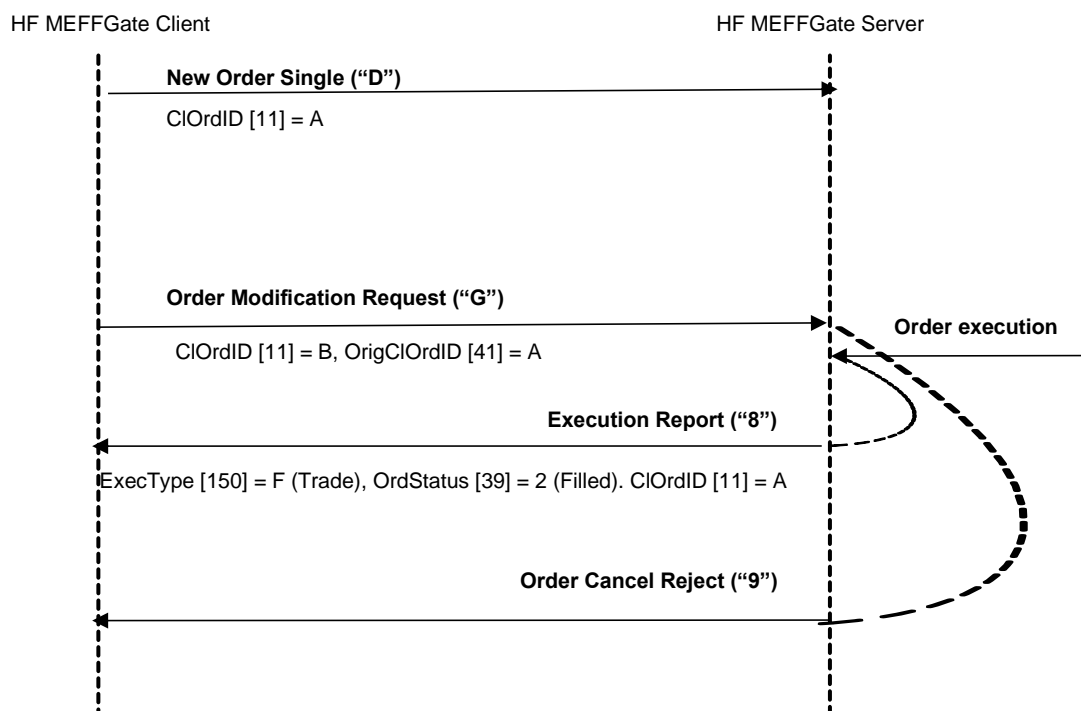 HF MEFFGate Client
HF MEFFGate Server
New Order Single (“D”)
ClOrdID [11] = A
Order Modification Request (“G”)
Order execution
ClOrdID [11] = B, OrigClOrdID [41] = A
Execution Report (“8”)
ExecType [150] = F (Trade), OrdStatus [39] = 2 (Filled). ClOrdID [11] = A
Order Cancel Reject (“9”)